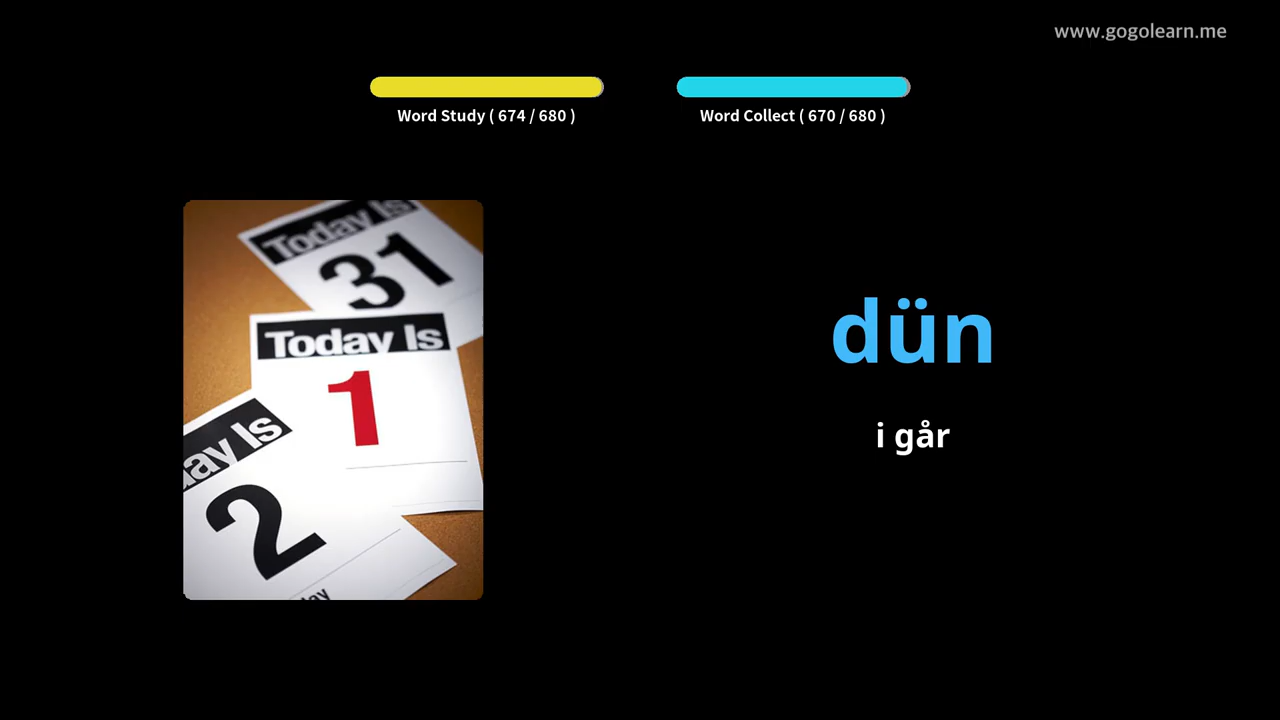 www.gogolearn.me
Word Study ( 674 / 680 )
Word Collect ( 670 / 680 )
Today Is
31
Today Is
1
ay Is
2
dün
i går